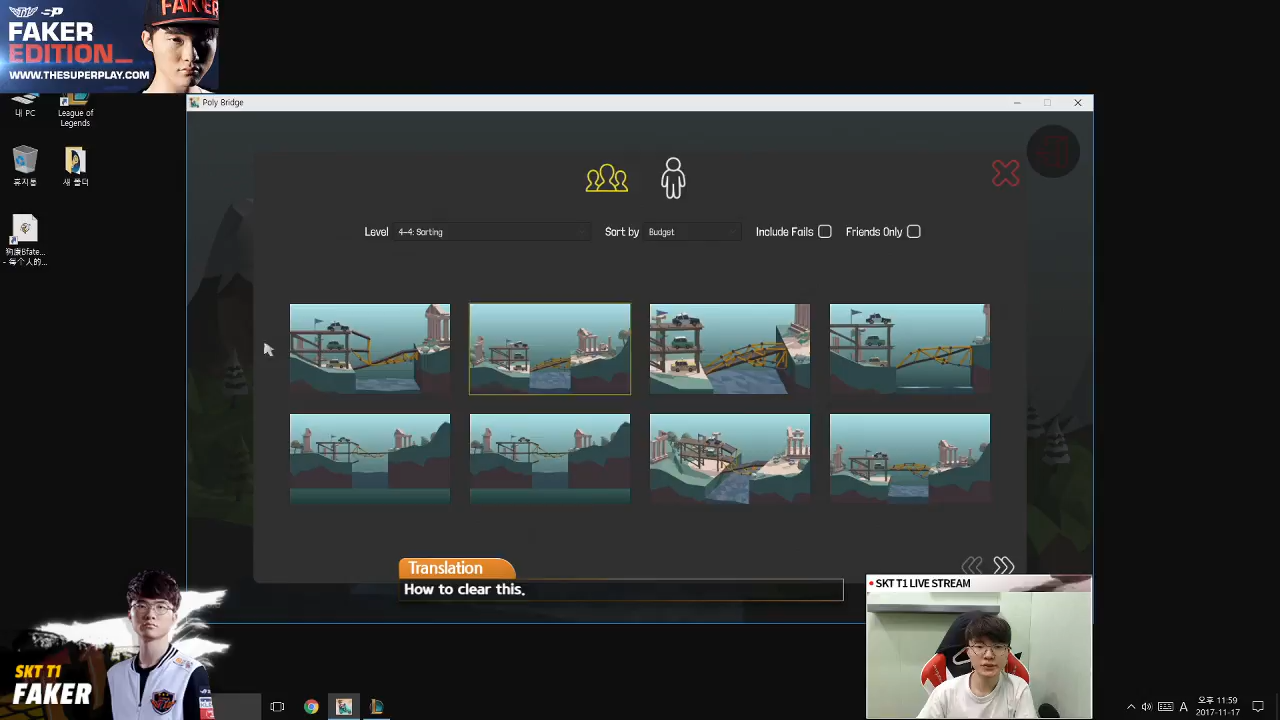 FAKER
FAKER
EDITION_
WWW.THESUPERPLAY.COM
내 PC
League of
Legends
휴지통
새 폴더
Poly Bridge
Level
4-4: Sorting
Sort by
Budget
Include Fails
Friends Only
Translation
How to clear this.
SKT T1 LIVE STREAM
SKT T1
FAKER
A
오후 11:59
2017-11-17